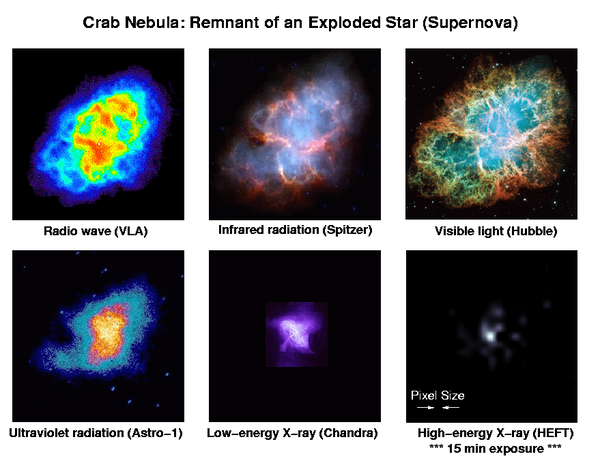 Crab Nebula: Remnant of an Exploded Star (Supernova)
Radio wave (VLA)
Infrared radiation (Spitzer)
Visible light (Hubble)
Ultraviolet radiation (Astro-1)
Low-energy X-ray (Chandra)
Pixel Size
High-energy X-ray (HEFT)
*** 15 min exposure ***